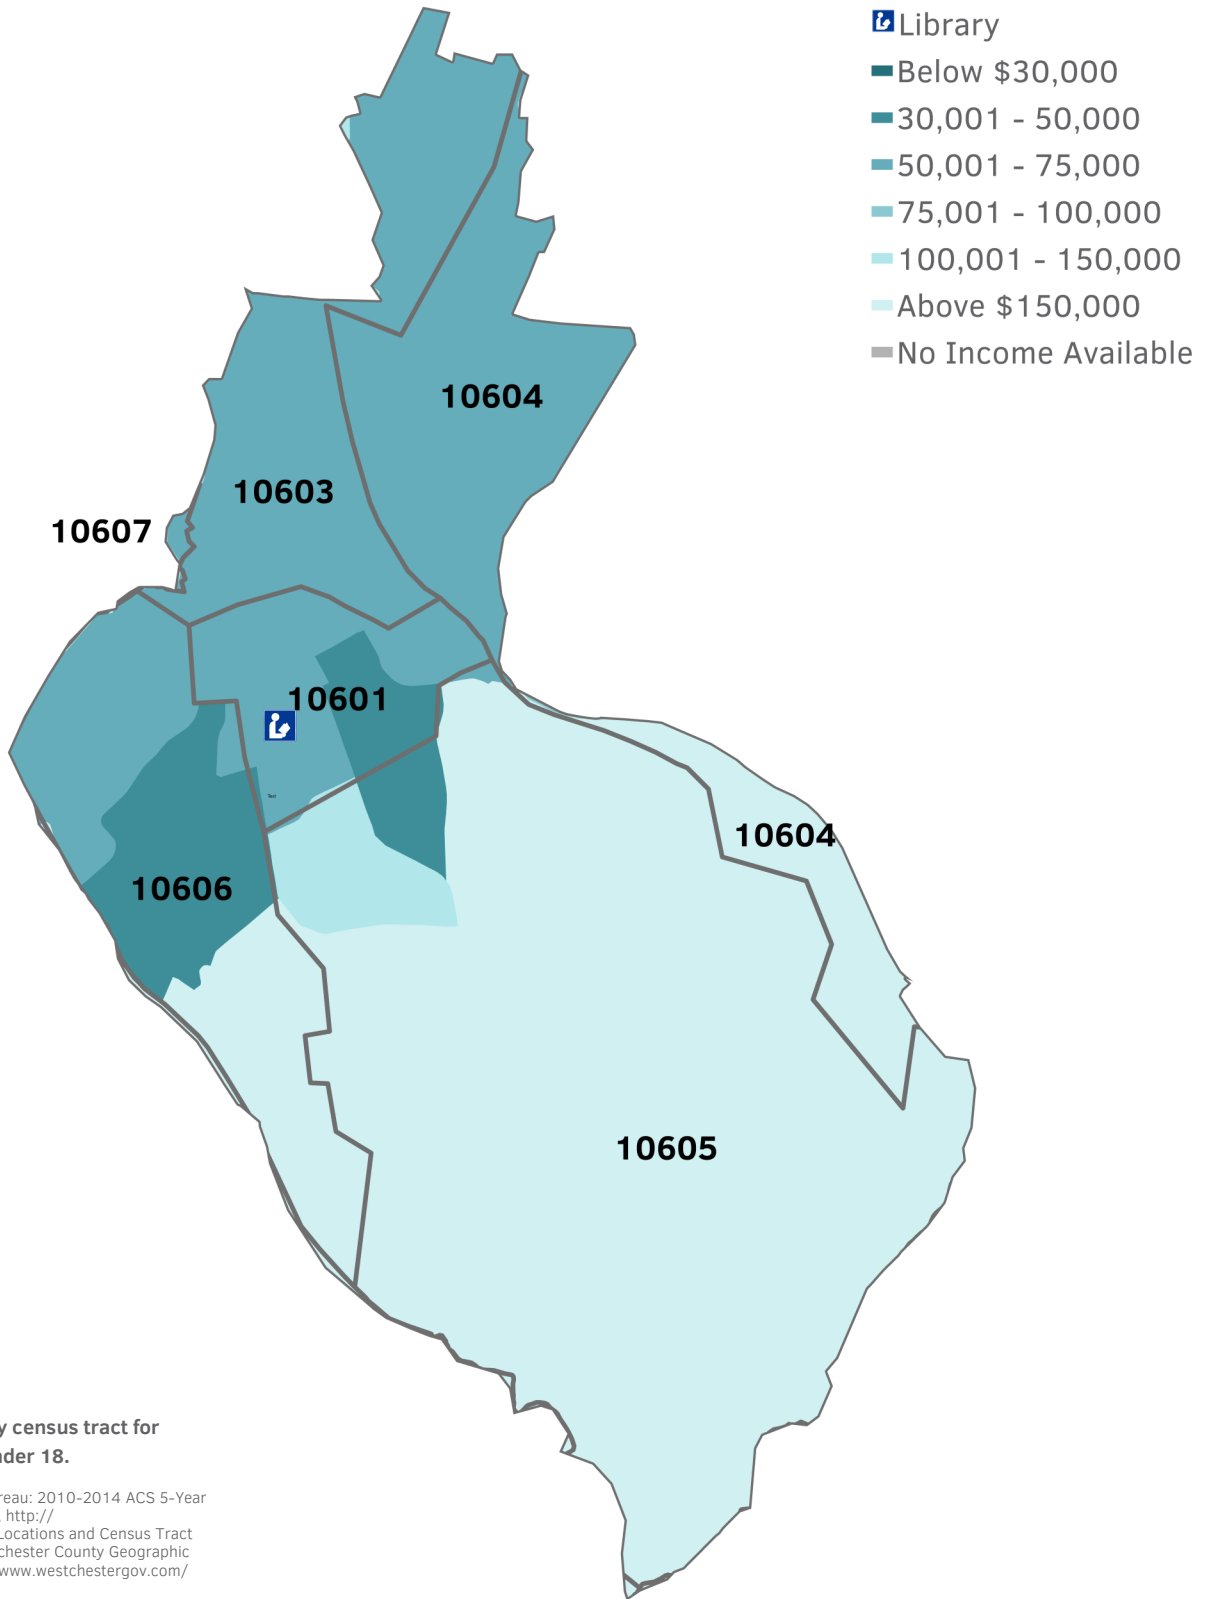 Library
Below $30,000
30,001 - 50,000
50,001 - 75,000
75,001 - 100,000
100,001 - 150,000
Above $150,000
No Income Available
10604
10603
10607
10601
Text
10604
10606
10605
y census tract for
nder 18.
reau: 2010-2014 ACS 5-Year
, http://
Locations and Census Tract
chester County Geographic
www.westchestergov.com/